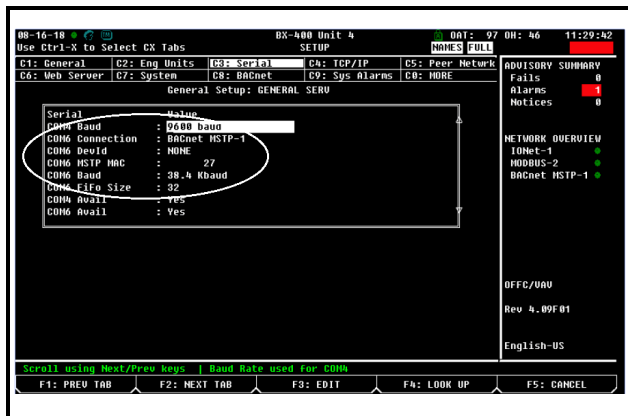 08-16-18 BX-400 Unit 4 OAT: 97 OH: 46 11:29:42
Use Ctrl-X to Select CX Tabs SETUP NAMES FULL
C1: General C2: Eng Units C3: Serial C4: TCP/IP C5: Peer Netwrk
C6: Web Server C7: System C8: BACnet C9: Sys Alarms C0: MORE
General Setup: GENERAL SERV
Serial Value
COM4 Baud : 9600 baud
COM6 Connection : BACnet MSTP-1
COM6 DevId : NONE
COM6 MSTP MAC : 27
COM6 Baud : 38.4 Kbaud
COM6 FiFo Size : 32
COM4 Avail : Yes
COM6 Avail : Yes
ADVISORY SUMMARY
Fails 0
Alarms 1
Notices 0
NETWORK OVERVIEW
IONet-1
MODBUS-2
BACnet MSTP-1
OFFC/VAV
Rev 4.09F01
English-US
Scroll using Next/Prev keys | Baud Rate used for COM4
F1: PREV TAB F2: NEXT TAB F3: EDIT F4: LOOK UP F5: CANCEL